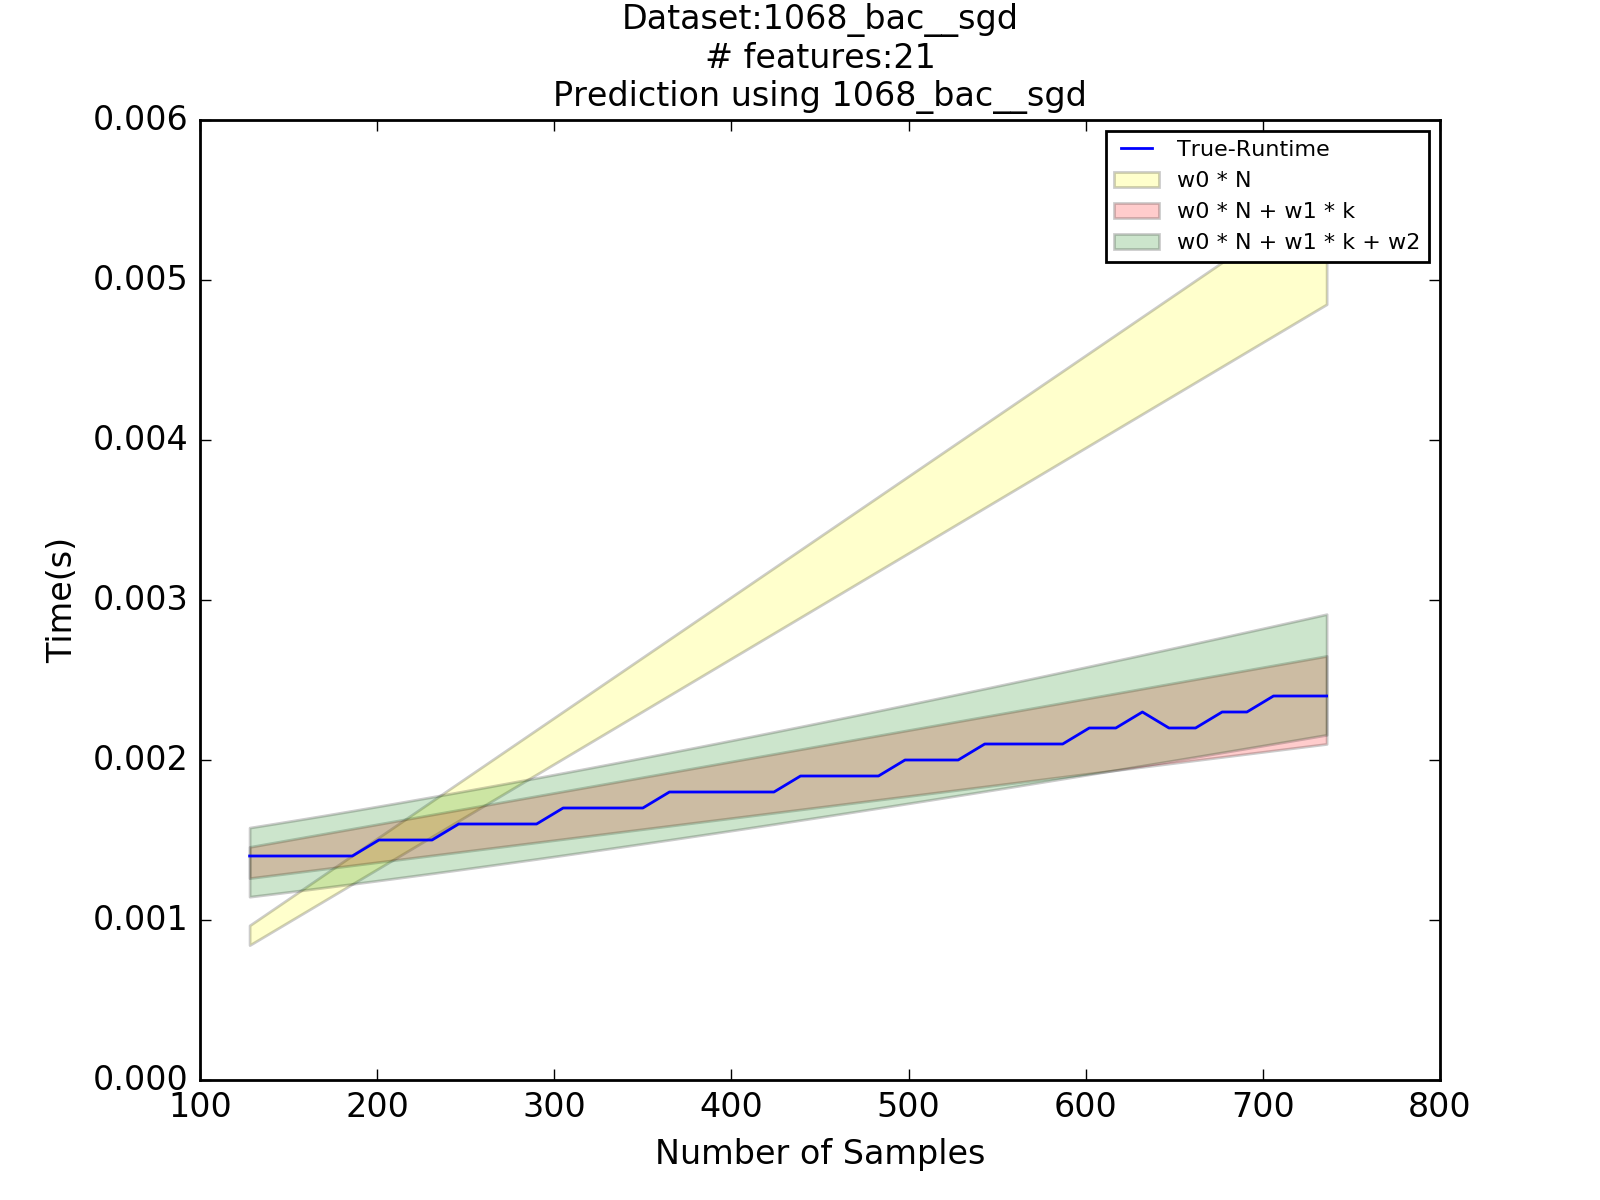 Dataset:1068_bac__sgd
# features:21
Prediction using 1068_bac__sgd
0.006
0.005
0.004
0.003
0.002
0.001
0.000
Time(s)
True-Runtime
w0 * N
w0 * N + w1 * k
w0 * N + w1 * k + w2
100 200 300 400 500 600 700 800
Number of Samples